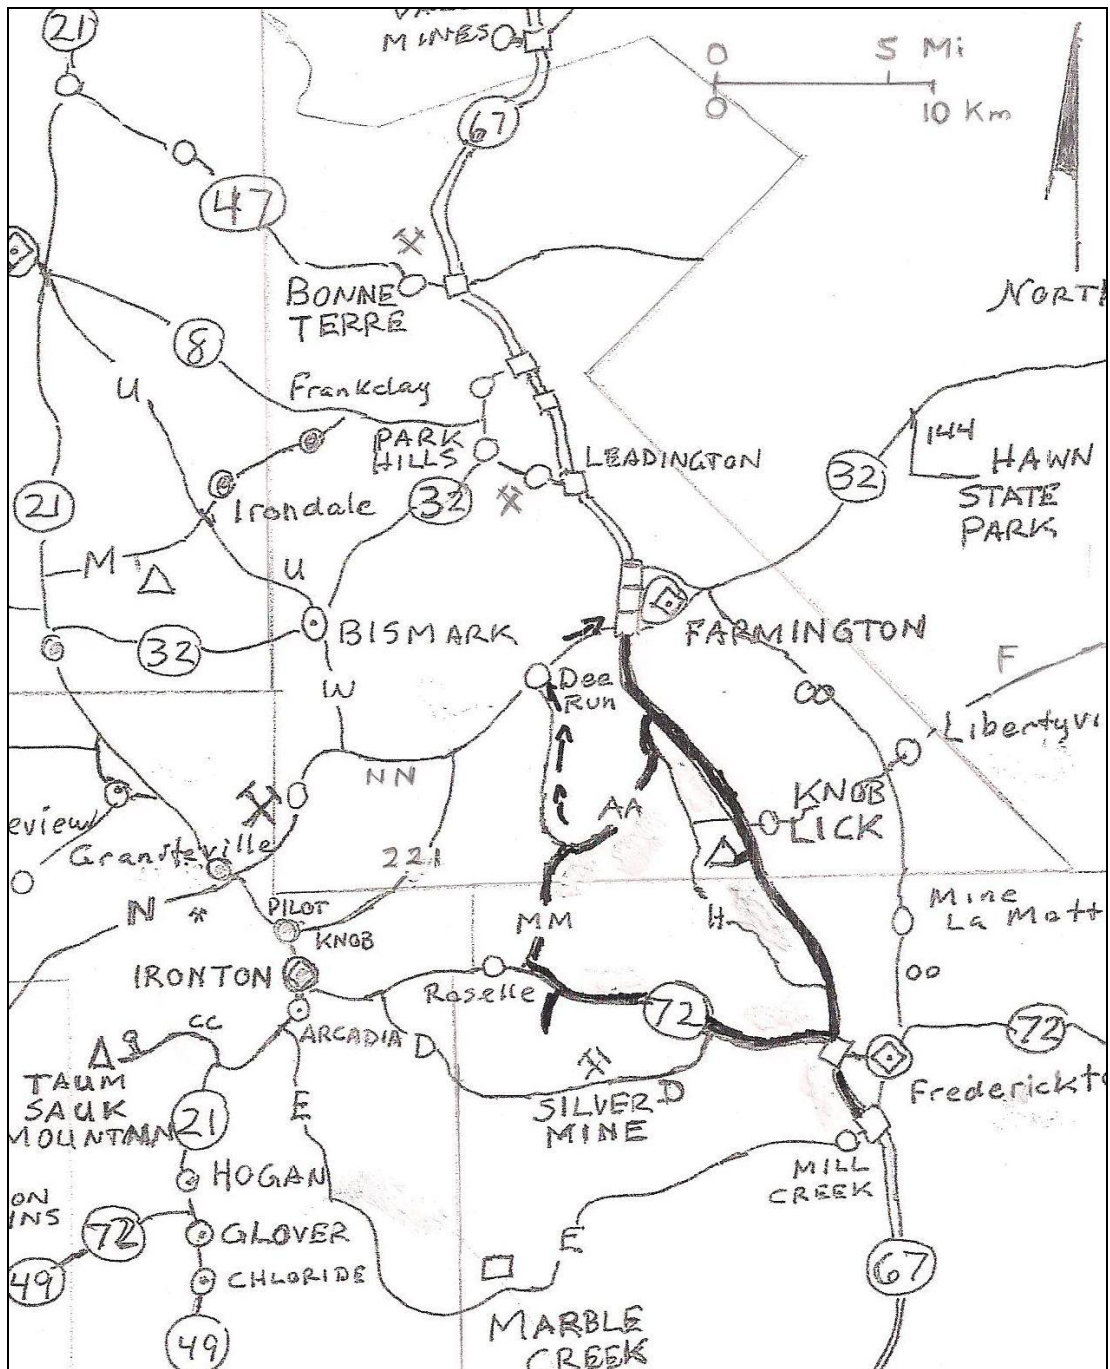 21
MINES
5 Mi
0
0
10 Km
67
47
NORTH
BONNE
TERRE
8
U
Frankclay
144
PARK
HILLS
LEADINGTON
HAWN
STATE
PARK
32
32
21
Irondale
M
U
BISMARK
FARMINGTON
32
F
W
Dee
Run
Libertyvi
NN
KNOB
LICK
AA
eview
Graniteville
221
N
PILOT
KNOB
MM
H
Mine
La Mott
IRONTON
Roselle
72
ARCADIA
D
CC
72
TAUM
SAUK
MOUNTAIN
21
E
SILVER
MINE
D
Frederickto
HOGAN
MILL
CREEK
ON
INS
72
GLOVER
E
49
CHLORIDE
67
49
MARBLE
CREEK